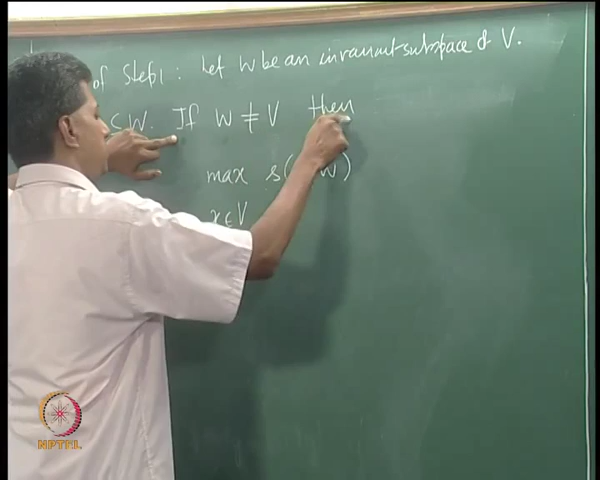 of Step1 : Let W be an invariant subspace of V.
⊂ W. If W ≠ V then
max s( W)
x ∈ V
NPTEL